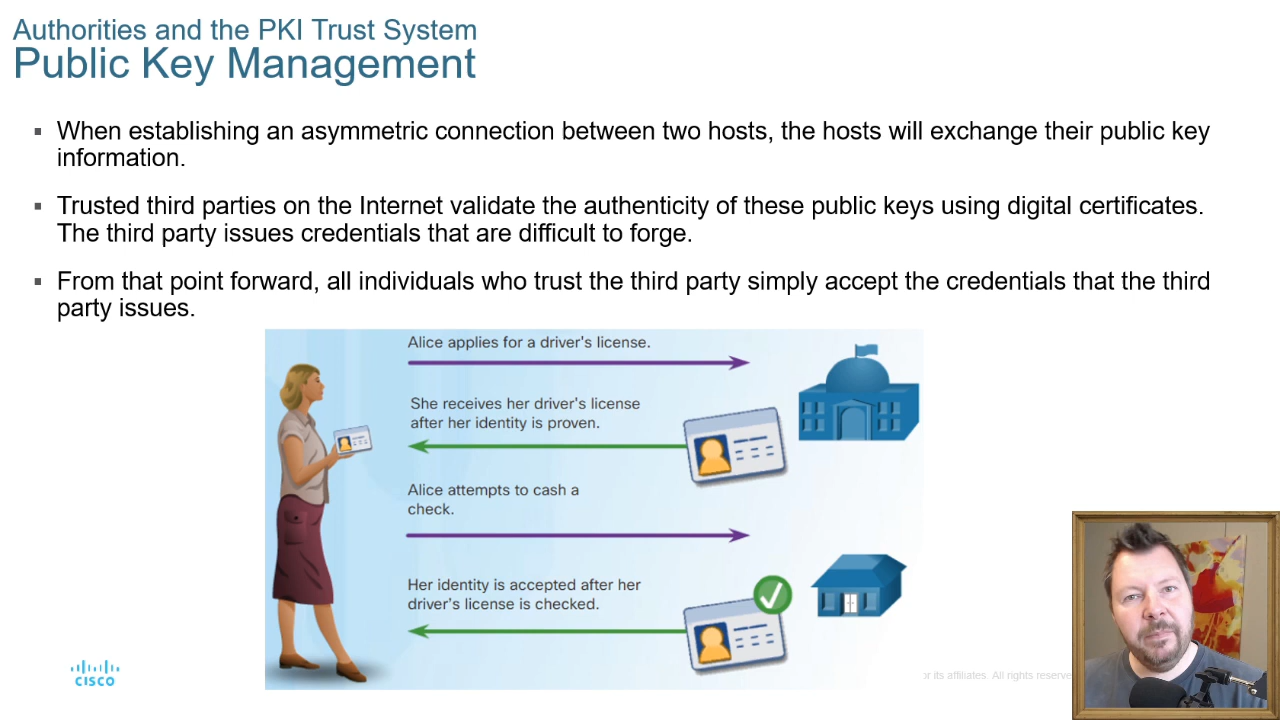 Authorities and the PKI Trust System
Public Key Management
When establishing an asymmetric connection between two hosts, the hosts will exchange their public key
information.
Trusted third parties on the Internet validate the authenticity of these public keys using digital certificates.
The third party issues credentials that are difficult to forge.
From that point forward, all individuals who trust the third party simply accept the credentials that the third
party issues.
Alice applies for a driver's license.
She receives her driver's license
after her identity is proven.
Alice attempts to cash a
check.
Her identity is accepted after her
driver's license is checked.
CISCO
its affiliates. All rights